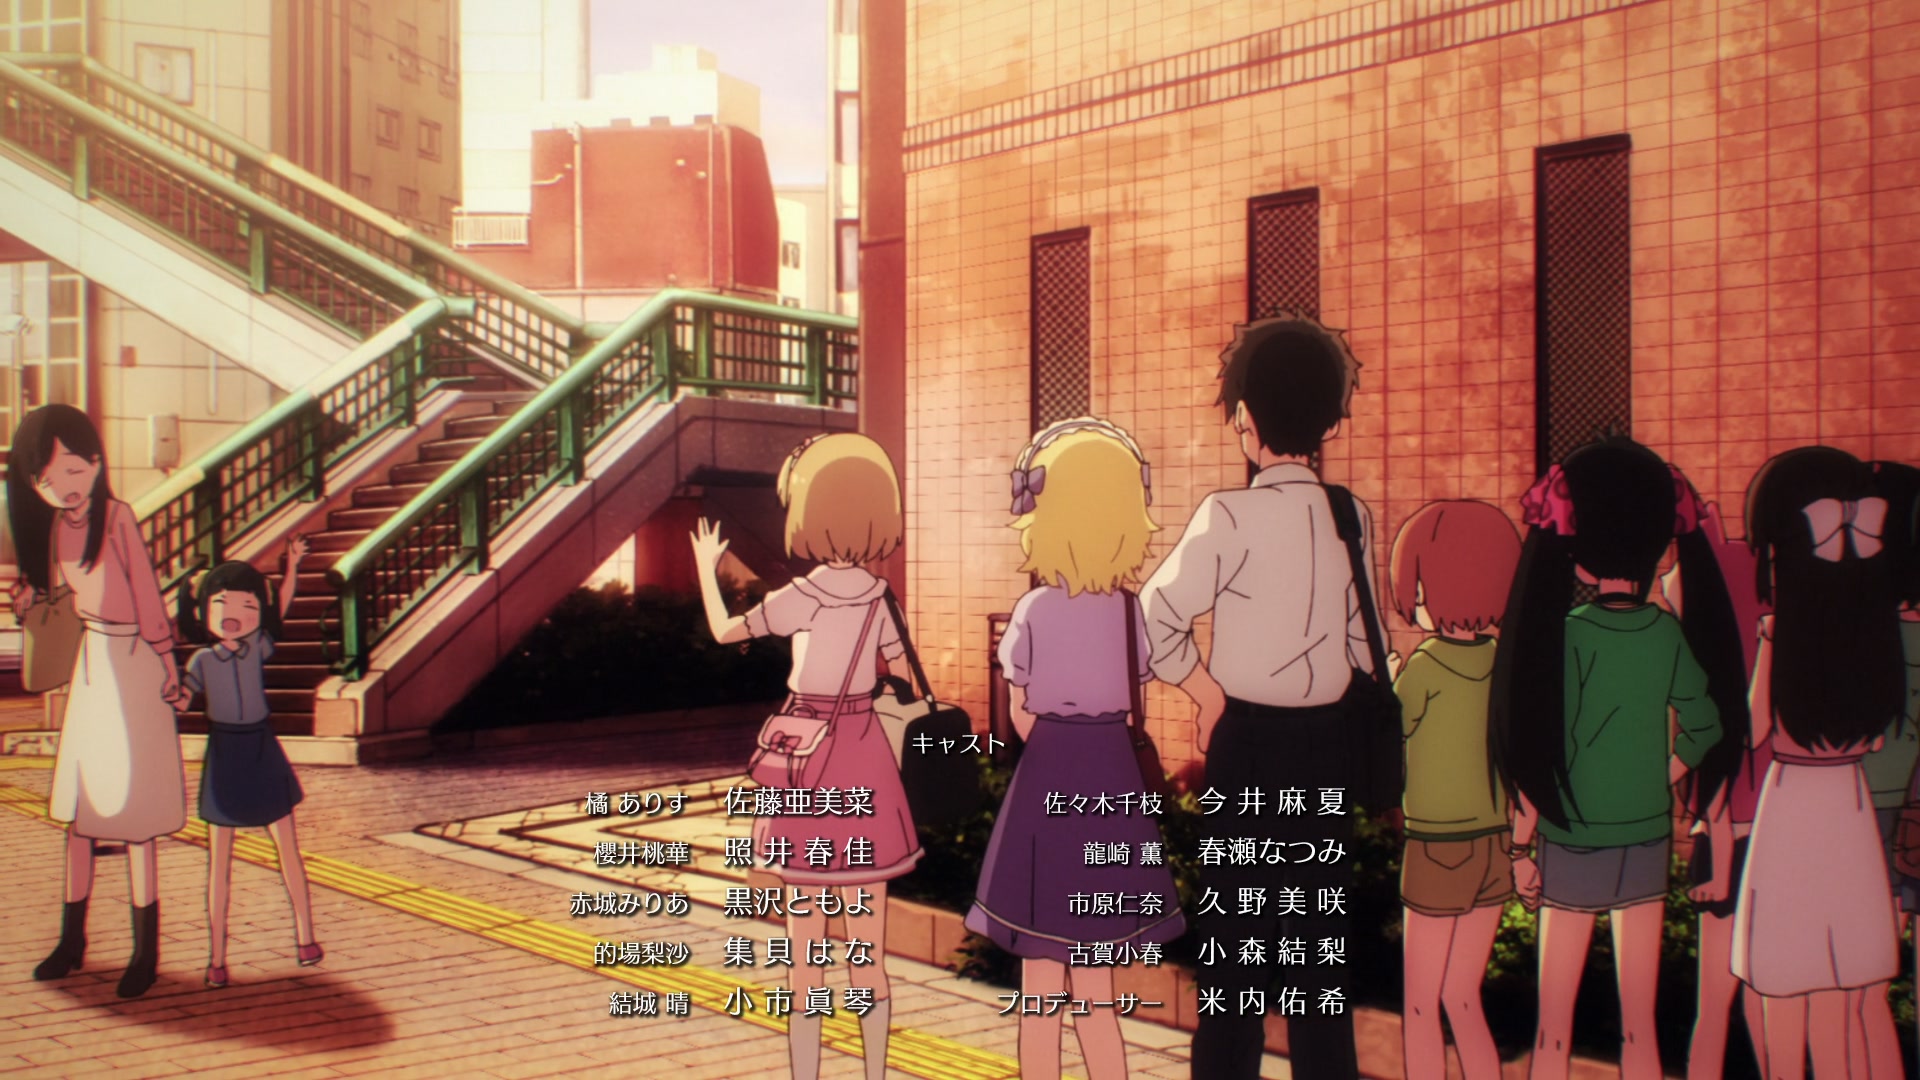 キャスト
橘 ありす 佐藤亜美菜
櫻井桃華 照井春佳
赤城みりあ 黒沢ともよ
的場梨沙 集貝はな
結城 晴 小市眞琴
佐々木千枝 今井麻夏
龍崎 薫 春瀬なつみ
市原仁奈 久野美咲
古賀小春 小森結梨
プロデューサー 米内佑希